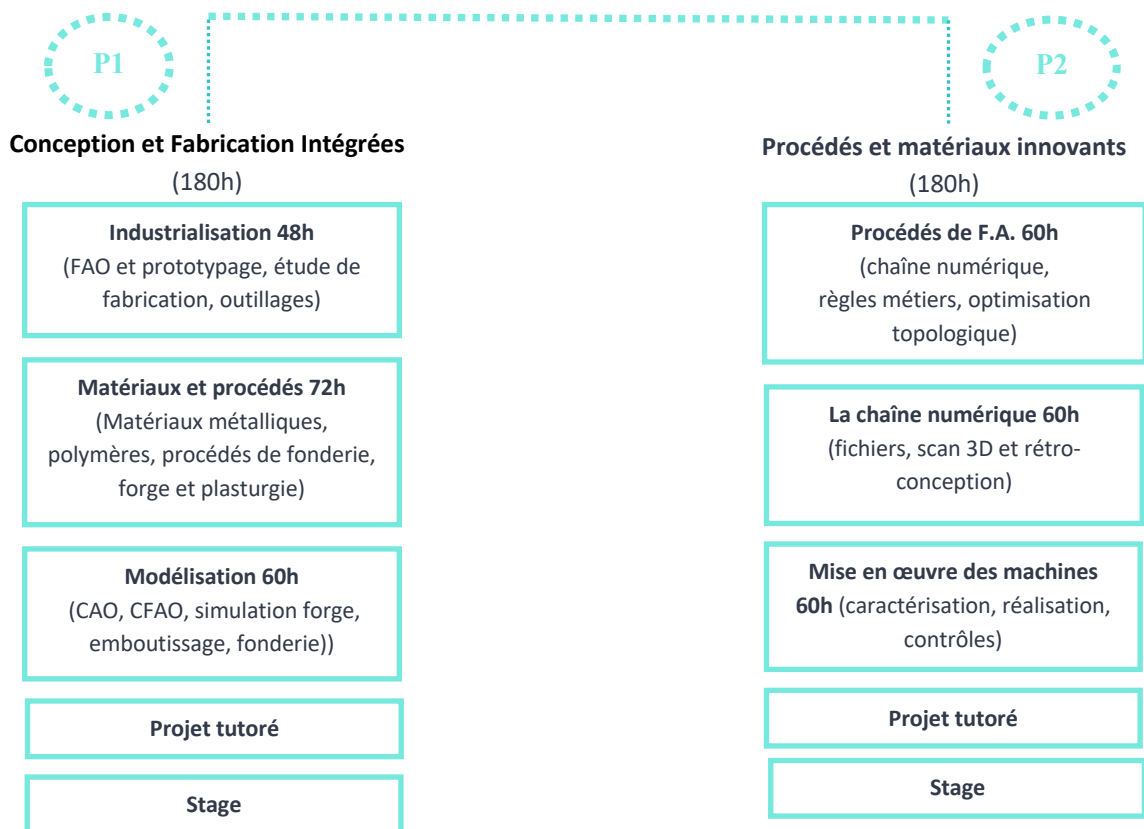 P1
Conception et Fabrication Intégrées
(180h)
Industrialisation 48h
(FAO et prototypage, étude de
fabrication, outillages)
Matériaux et procédés 72h
(Matériaux métalliques,
polymères, procédés de fonderie,
forge et plasturgie)
Modélisation 60h
(CAO, CFAO, simulation forge,
emboutissage, fonderie))
Projet tutoré
Stage
P2
Procédés et matériaux innovants
(180h)
Procédés de F.A. 60h
(chaîne numérique,
règles métiers, optimisation
topologique)
La chaîne numérique 60h
(fichiers, scan 3D et rétro-
conception)
Mise en œuvre des machines
60h (caractérisation, réalisation,
contrôles)
Projet tutoré
Stage